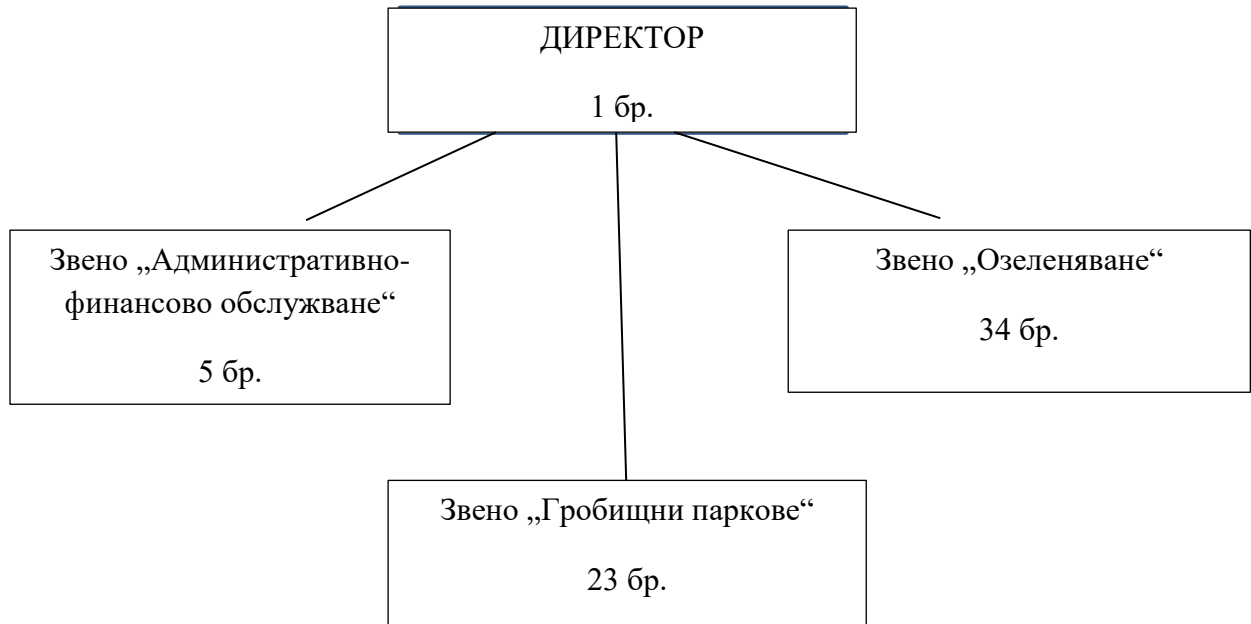 ДИРЕКТОР
1 бр.
Звено „Административно-
финансово обслужване“
5 бр.
Звено „Озеленяване“
34 бр.
Звено „Гробищни паркове“
23 бр.